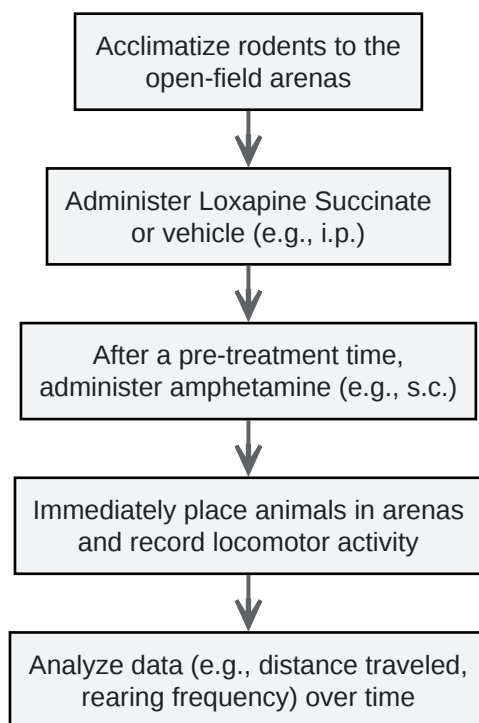 Acclimatize rodents to the
open-field arenas
Administer Loxapine Succinate
or vehicle (e.g., i.p.)
After a pre-treatment time,
administer amphetamine (e.g., s.c.)
Immediately place animals in arenas
and record locomotor activity
Analyze data (e.g., distance traveled,
rearing frequency) over time